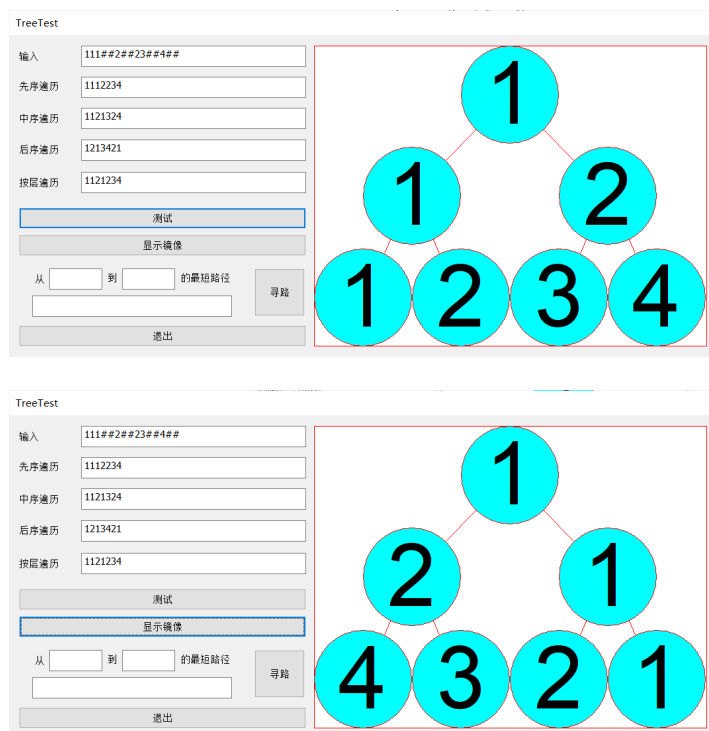 TreeTest
输入 111##2##23##4##
先序遍历 1112234
中序遍历 1121324
后序遍历 1213421
按层遍历 1121234
测试
显示镜像
从 到 的最短路径
寻路
退出
1
1 2
1 2 3 4
TreeTest
输入 111##2##23##4##
先序遍历 1112234
中序遍历 1121324
后序遍历 1213421
按层遍历 1121234
测试
显示镜像
从 到 的最短路径
寻路
退出
1
2 1
4 3 2 1